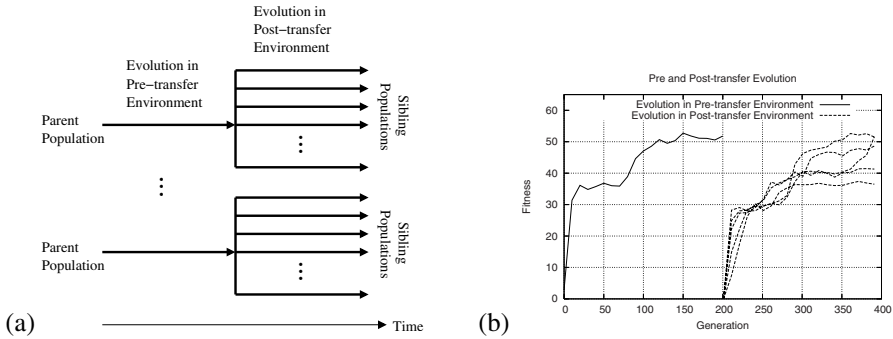 Evolution in
Post−transfer
Environment
Evolution in
Pre−transfer
Environment
Parent
Population
Sibling
Populations
Parent
Population
Sibling
Populations
Time
(a)
Pre and Post-transfer Evolution
Evolution in Pre-transfer Environment
Evolution in Post-transfer Environment
Fitness
60
50
40
30
20
10
0
0 50 100 150 200 250 300 350 400
Generation
(b)